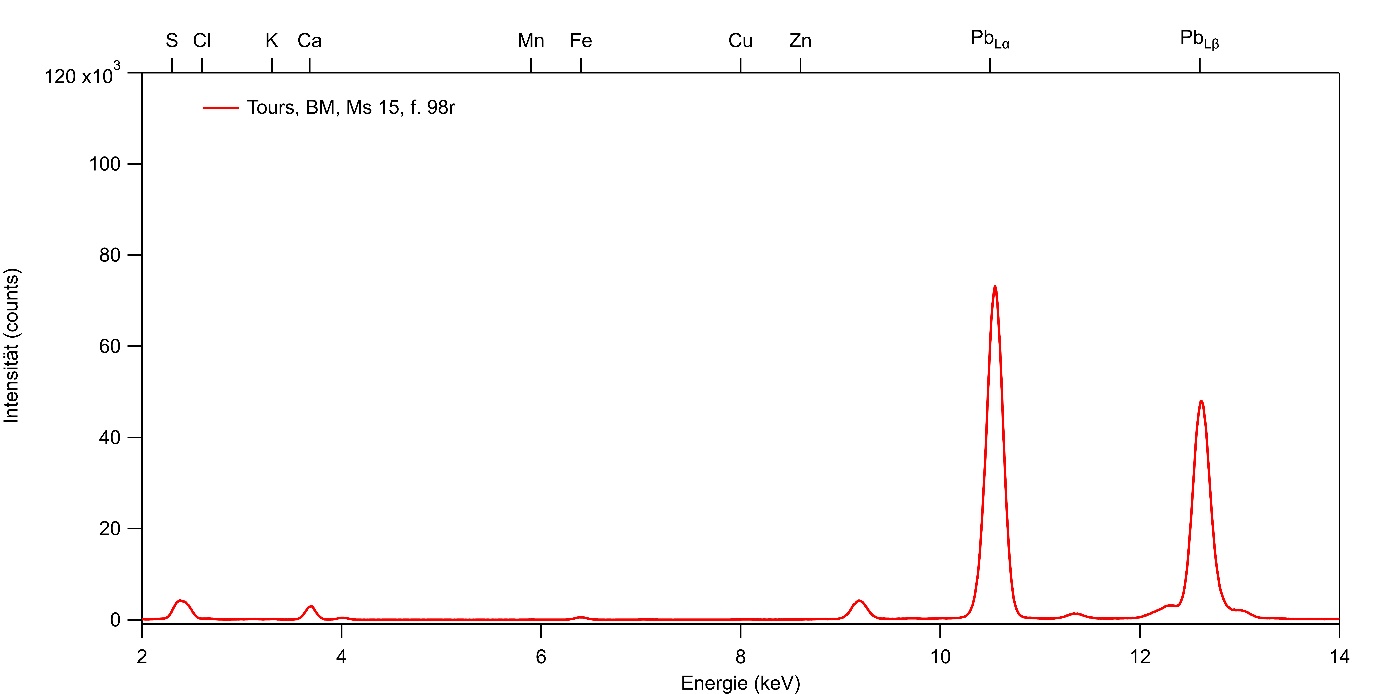 S Cl K Ca Mn Fe Cu Zn PbLα PbLβ
120 x10³
Tours, BM, Ms 15, f. 98r
100
80
60
40
20
0
Intensität (counts)
2 4 6 8 10 12 14
Energie (keV)